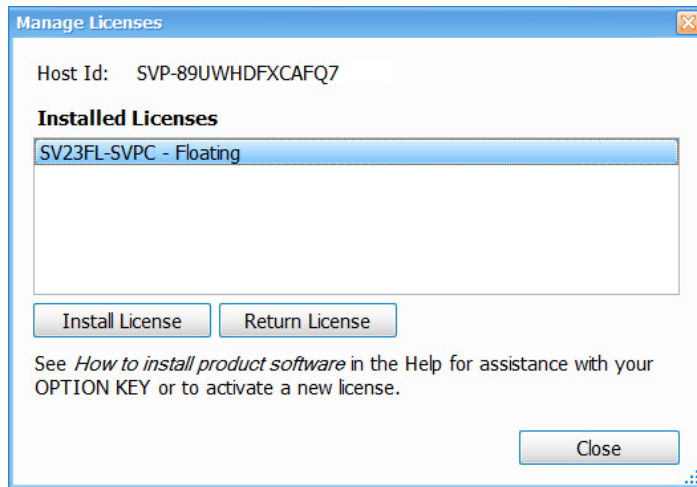 Manage Licenses
Host Id: SVP-89UWHDFXCAFQ7
Installed Licenses
SV23FL-SVPC - Floating
Install License Return License
See How to install product software in the Help for assistance with your
OPTION KEY or to activate a new license.
Close